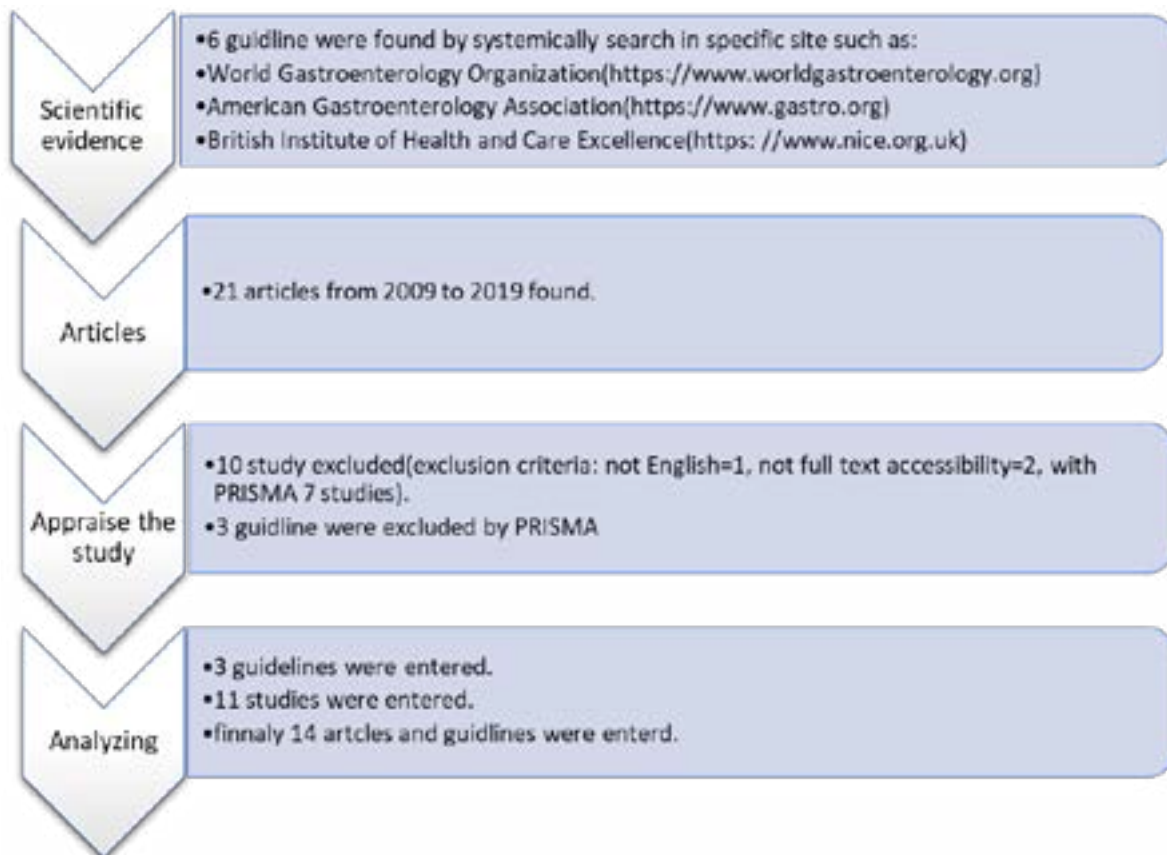 Scientific
evidence
•6 guidline were found by systemically search in specific site such as:
•World Gastroenterology Organization(https://www.worldgastroenterology.org)
•American Gastroenterology Association(https://www.gastro.org)
•British Institute of Health and Care Excellence(https: //www.nice.org.uk)
Articles
•21 articles from 2009 to 2019 found.
Appraise the
study
•10 study excluded(exclusion criteria: not English=1, not full text accessibility=2, with
PRISMA 7 studies).
•3 guidline were excluded by PRISMA
Analyzing
•3 guidelines were entered.
•11 studies were entered.
•finnaly 14 artcles and guidlines were enterd.